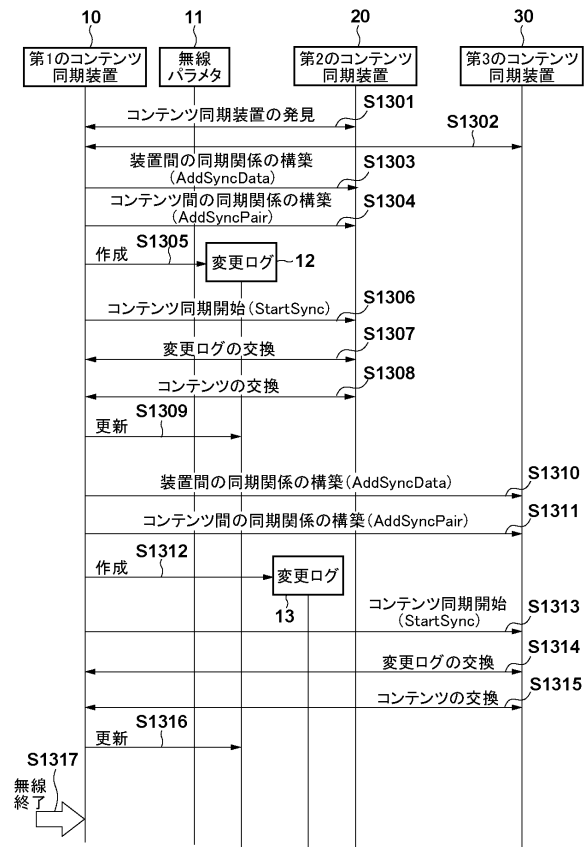 10
11
20
30
第1のコンテンツ
同期装置
無線
パラメタ
第2のコンテンツ
同期装置
第3のコンテンツ
同期装置
コンテンツ同期装置の発見
S1301
S1302
装置間の同期関係の構築
(AddSyncData)
S1303
コンテンツ間の同期関係の構築
(AddSyncPair)
S1304
作成
S1305
変更ログ
12
コンテンツ同期開始(StartSync)
S1306
変更ログの交換
S1307
コンテンツの交換
S1308
更新
S1309
装置間の同期関係の構築(AddSyncData)
S1310
コンテンツ間の同期関係の構築(AddSyncPair)
S1311
作成
S1312
変更ログ
13
コンテンツ同期開始
(StartSync)
S1313
変更ログの交換
S1314
コンテンツの交換
S1315
更新
S1316
S1317
無線
終了